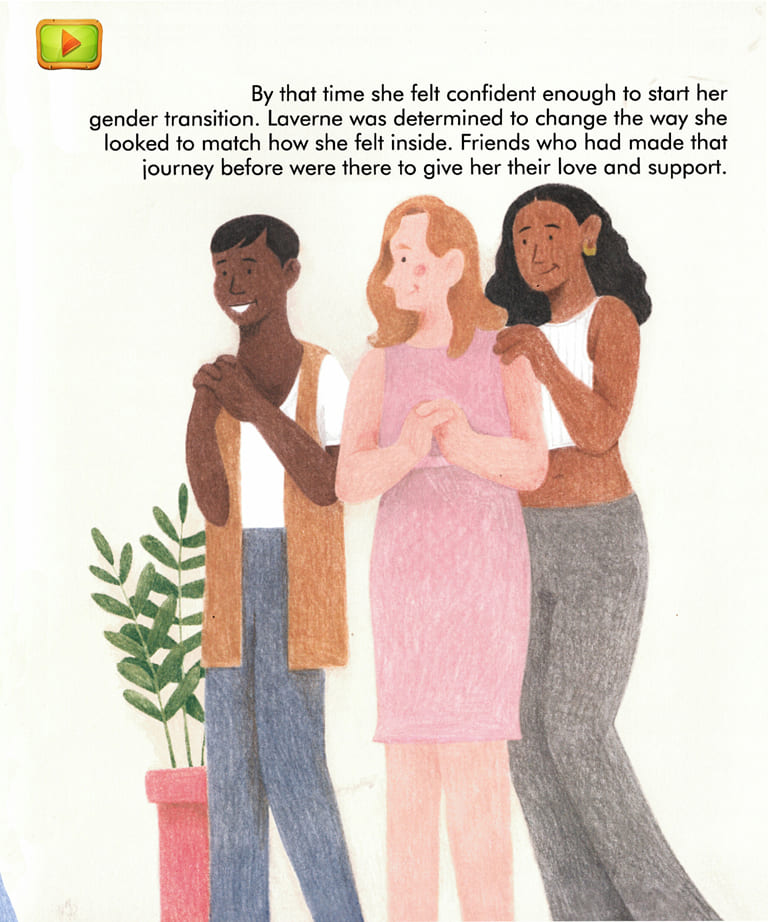 By that time she felt confident enough to start her
gender transition. Laverne was determined to change the way she
looked to match how she felt inside. Friends who had made that
journey before were there to give her their love and support.